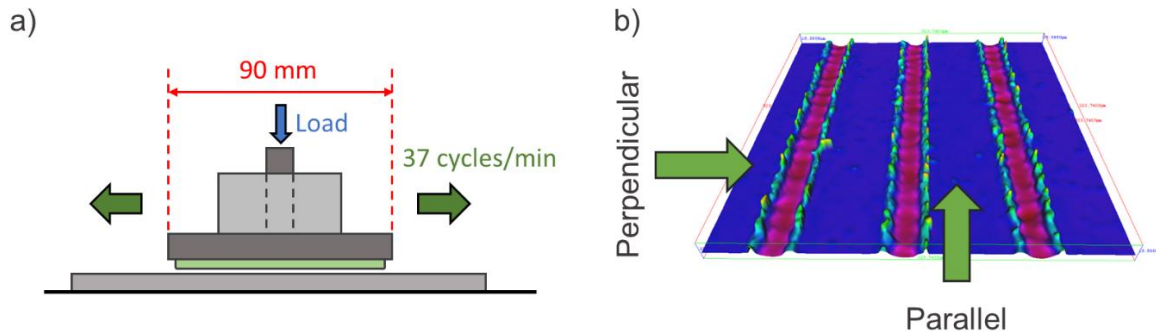 a)
90 mm
Load
37 cycles/min
b)
Perpendicular
Parallel